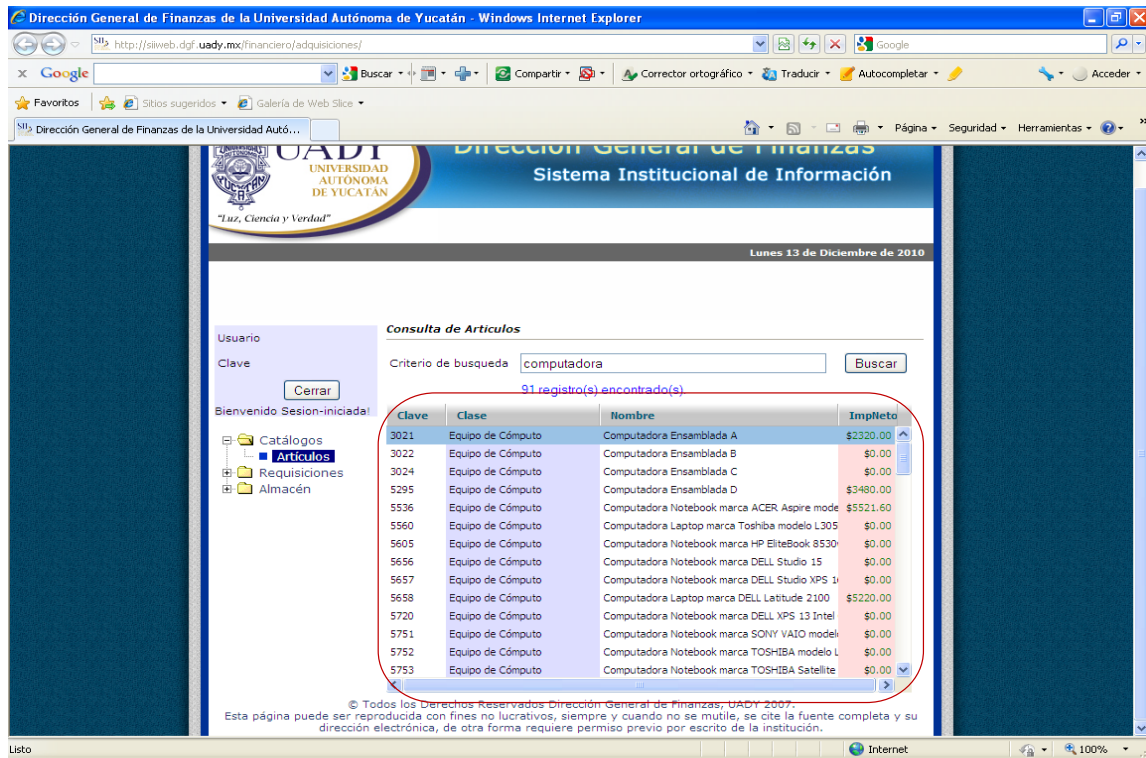 Dirección General de Finanzas de la Universidad Autónoma de Yucatán - Windows Internet Explorer
http://siiweb.dgf.uady.mx/financiero/adquisiciones/
Google
x Google
Buscar
Compartir
Corrector ortográfico
Traducir
Autocompletar
Acceder
Favoritos
Sitios sugeridos
Galería de Web Slice
Dirección General de Finanzas de la Universidad Autó...
Página
Seguridad
Herramientas
UADY
UNIVERSIDAD
AUTÓNOMA
DE YUCATÁN
"Luz, Ciencia y Verdad"
Dirección General de Finanzas
Sistema Institucional de Información
Lunes 13 de Diciembre de 2010
Usuario
Clave
Cerrar
Bienvenido Sesion-iniciada!
Catálogos
Artículos
Requisiciones
Almacén
Consulta de Articulos
Criterio de busqueda computadora Buscar
91 registro(s) encontrado(s)
Clave Clase Nombre ImpNeto
3021 Equipo de Cómputo Computadora Ensamblada A $2320.00
3022 Equipo de Cómputo Computadora Ensamblada B $0.00
3024 Equipo de Cómputo Computadora Ensamblada C $0.00
5295 Equipo de Cómputo Computadora Ensamblada D $3480.00
5536 Equipo de Cómputo Computadora Notebook marca ACER Aspire mode $5521.60
5560 Equipo de Cómputo Computadora Laptop marca Toshiba modelo L305 $0.00
5605 Equipo de Cómputo Computadora Notebook marca HP EliteBook 8530 $0.00
5656 Equipo de Cómputo Computadora Notebook marca DELL Studio 15 $0.00
5657 Equipo de Cómputo Computadora Notebook marca DELL Studio XPS 1 $0.00
5658 Equipo de Cómputo Computadora Laptop marca DELL Latitude 2100 $5220.00
5720 Equipo de Cómputo Computadora Notebook marca DELL XPS 13 Intel $0.00
5751 Equipo de Cómputo Computadora Notebook marca SONY VAIO model $0.00
5752 Equipo de Cómputo Computadora Notebook marca TOSHIBA modelo L $0.00
5753 Equipo de Cómputo Computadora Notebook marca TOSHIBA Satellite $0.00
© Todos los Derechos Reservados Dirección General de Finanzas, UADY 2007.
Esta página puede ser reproducida con fines no lucrativos, siempre y cuando no se mutile, se cite la fuente completa y su
dirección electrónica, de otra forma requiere permiso previo por escrito de la institución.
Listo
Internet
100%